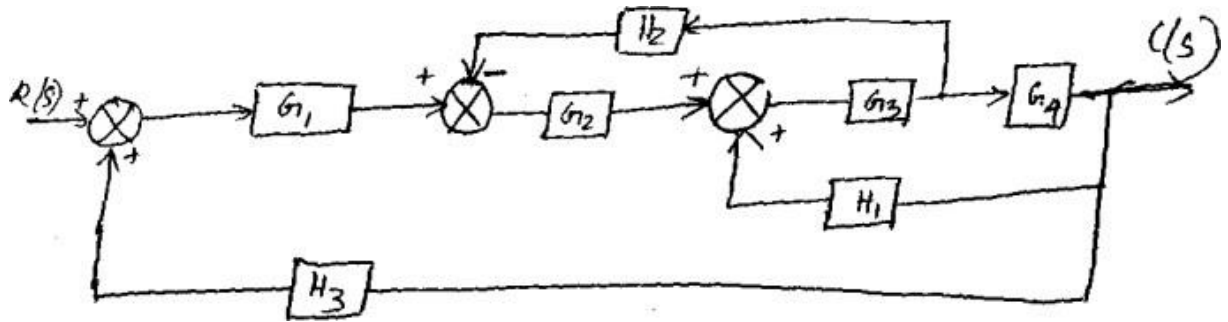 H2
C(S)
R(S) + + - + +
G1 G2 G3 G4
+ +
H1
H3